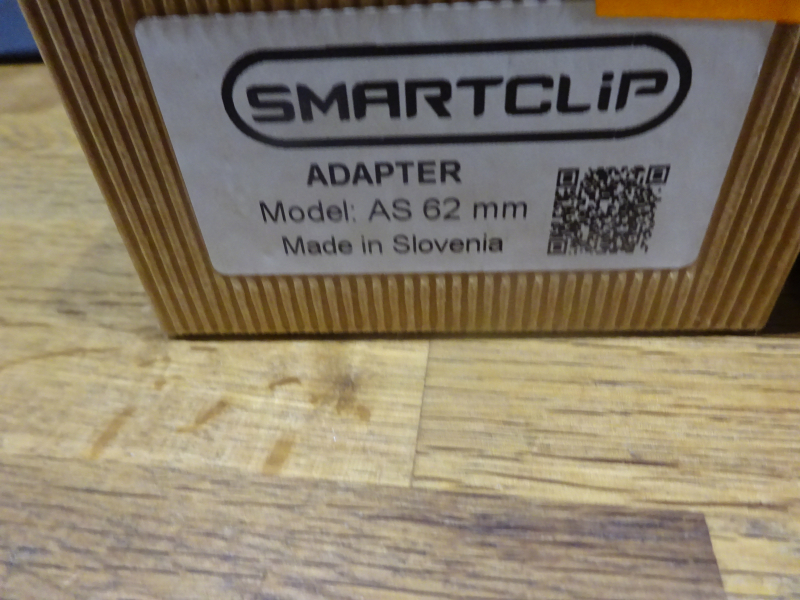 SMARTCLiP
ADAPTER
Model: AS 62 mm
Made in Slovenia